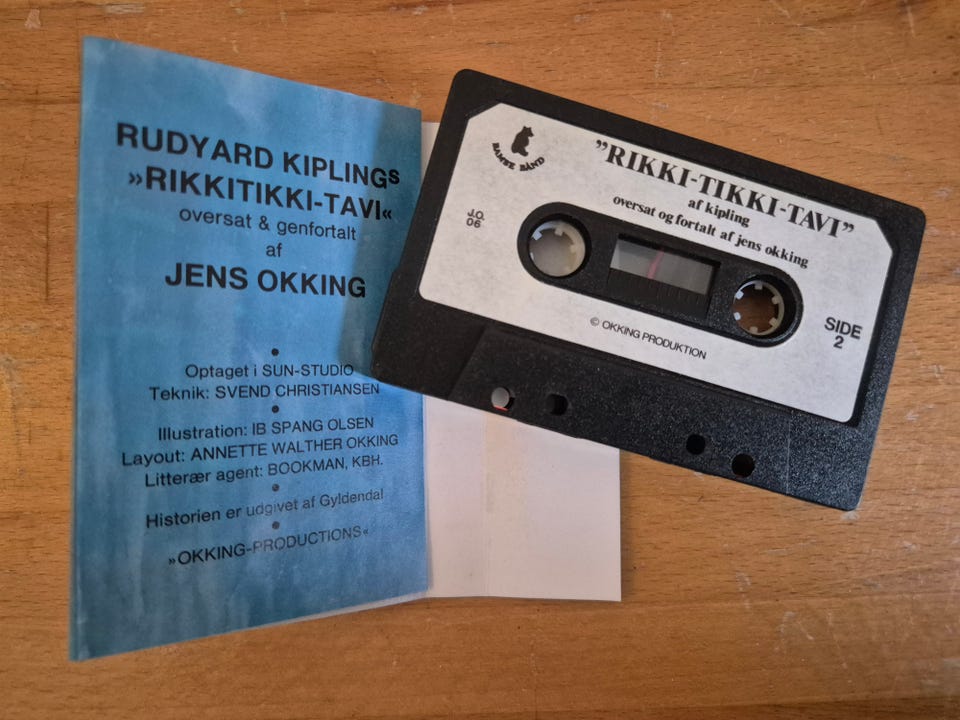 RUDYARD KIPLINGs
»RIKKITIKKI-TAVI«
oversat & genfortalt
af
JENS OKKING
Optaget i SUN-STUDIO
Teknik: SVEND CHRISTIANSEN
Illustration: IB SPANG OLSEN
Layout: ANNETTE WALTHER OKKING
Litterær agent: BOOKMAN, KBH.
Historien er udgivet af Gyldendal
»OKKING-PRODUCTIONS«
BAMSE BÅND
"RIKKI-TIKKI-TAVI"
af kipling
oversat og fortalt af jens okking
J.O.
06
SIDE
2
© OKKING PRODUKTION